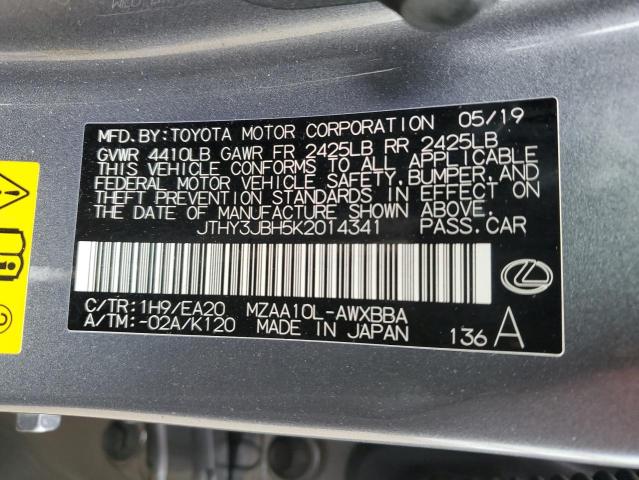 MFD.BY:TOYOTA MOTOR CORPORATION 05/19
GVWR 4410LB GAWR FR 2425LB RR 2425LB
THIS VEHICLE CONFORMS TO ALL APPLICABLE
FEDERAL MOTOR VEHICLE SAFETY, BUMPER, AND
THEFT PREVENTION STANDARDS IN EFFECT ON
THE DATE OF MANUFACTURE SHOWN ABOVE.
JTHY3JBH5K2014341 PASS.CAR
C/TR:1H9/EA20 MZAA10L-AWXBBA
A/TM:-02A/K120 MADE IN JAPAN 136 A